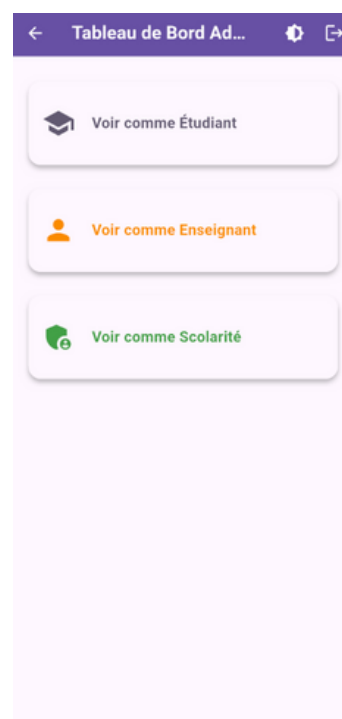 Tableau de Bord Ad...
Voir comme Étudiant
Voir comme Enseignant
Voir comme Scolarité